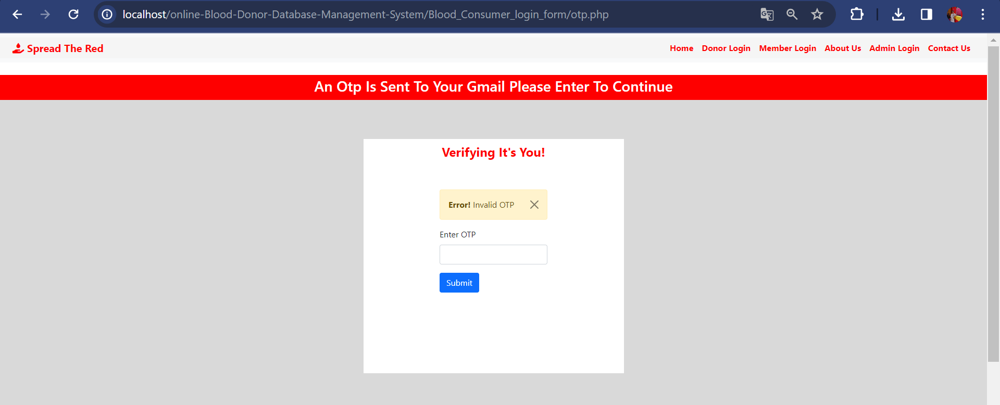 localhost/online-Blood-Donor-Database-Management-System/Blood_Consumer_login_form/otp.php
Spread The Red
Home Donor Login Member Login About Us Admin Login Contact Us
An Otp Is Sent To Your Gmail Please Enter To Continue
Verifying It's You!
Error! Invalid OTP
Enter OTP
Submit